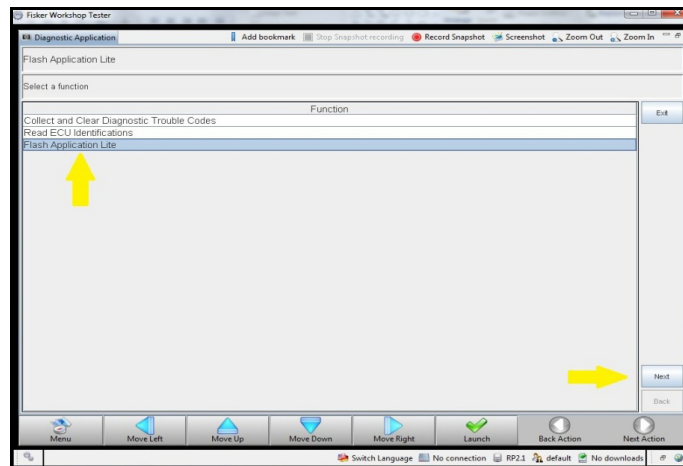 Fisker Workshop Tester
Diagnostic Application Add bookmark Stop Snapshot recording Record Snapshot Screenshot Zoom Out Zoom In
Flash Application Lite
Select a function
Function
Collect and Clear Diagnostic Trouble Codes
Read ECU Identifications
Flash Application Lite
Exit
Next
Back
Menu Move Left Move Up Move Down Move Right Launch Back Action Next Action
Switch Language No connection RP2.1 default No downloads